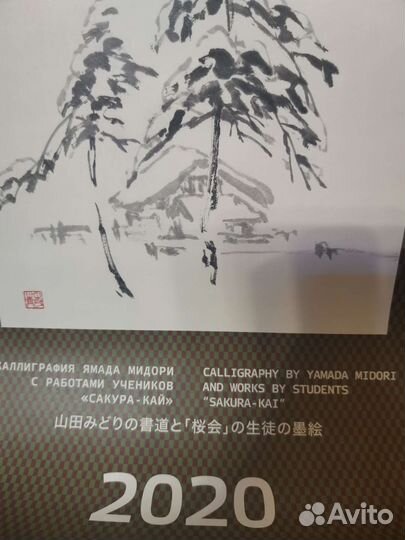 КАЛЛИГРАФИЯ ЯМАДА МИДОРИ
С РАБОТАМИ УЧЕНИКОВ
«САКУРА-КАЙ»
CALLIGRAPHY BY YAMADA MIDORI
AND WORKS BY STUDENTS
“SAKURA-KAI”
山田みどりの書道と「桜会」の生徒の墨絵
2020
Avito